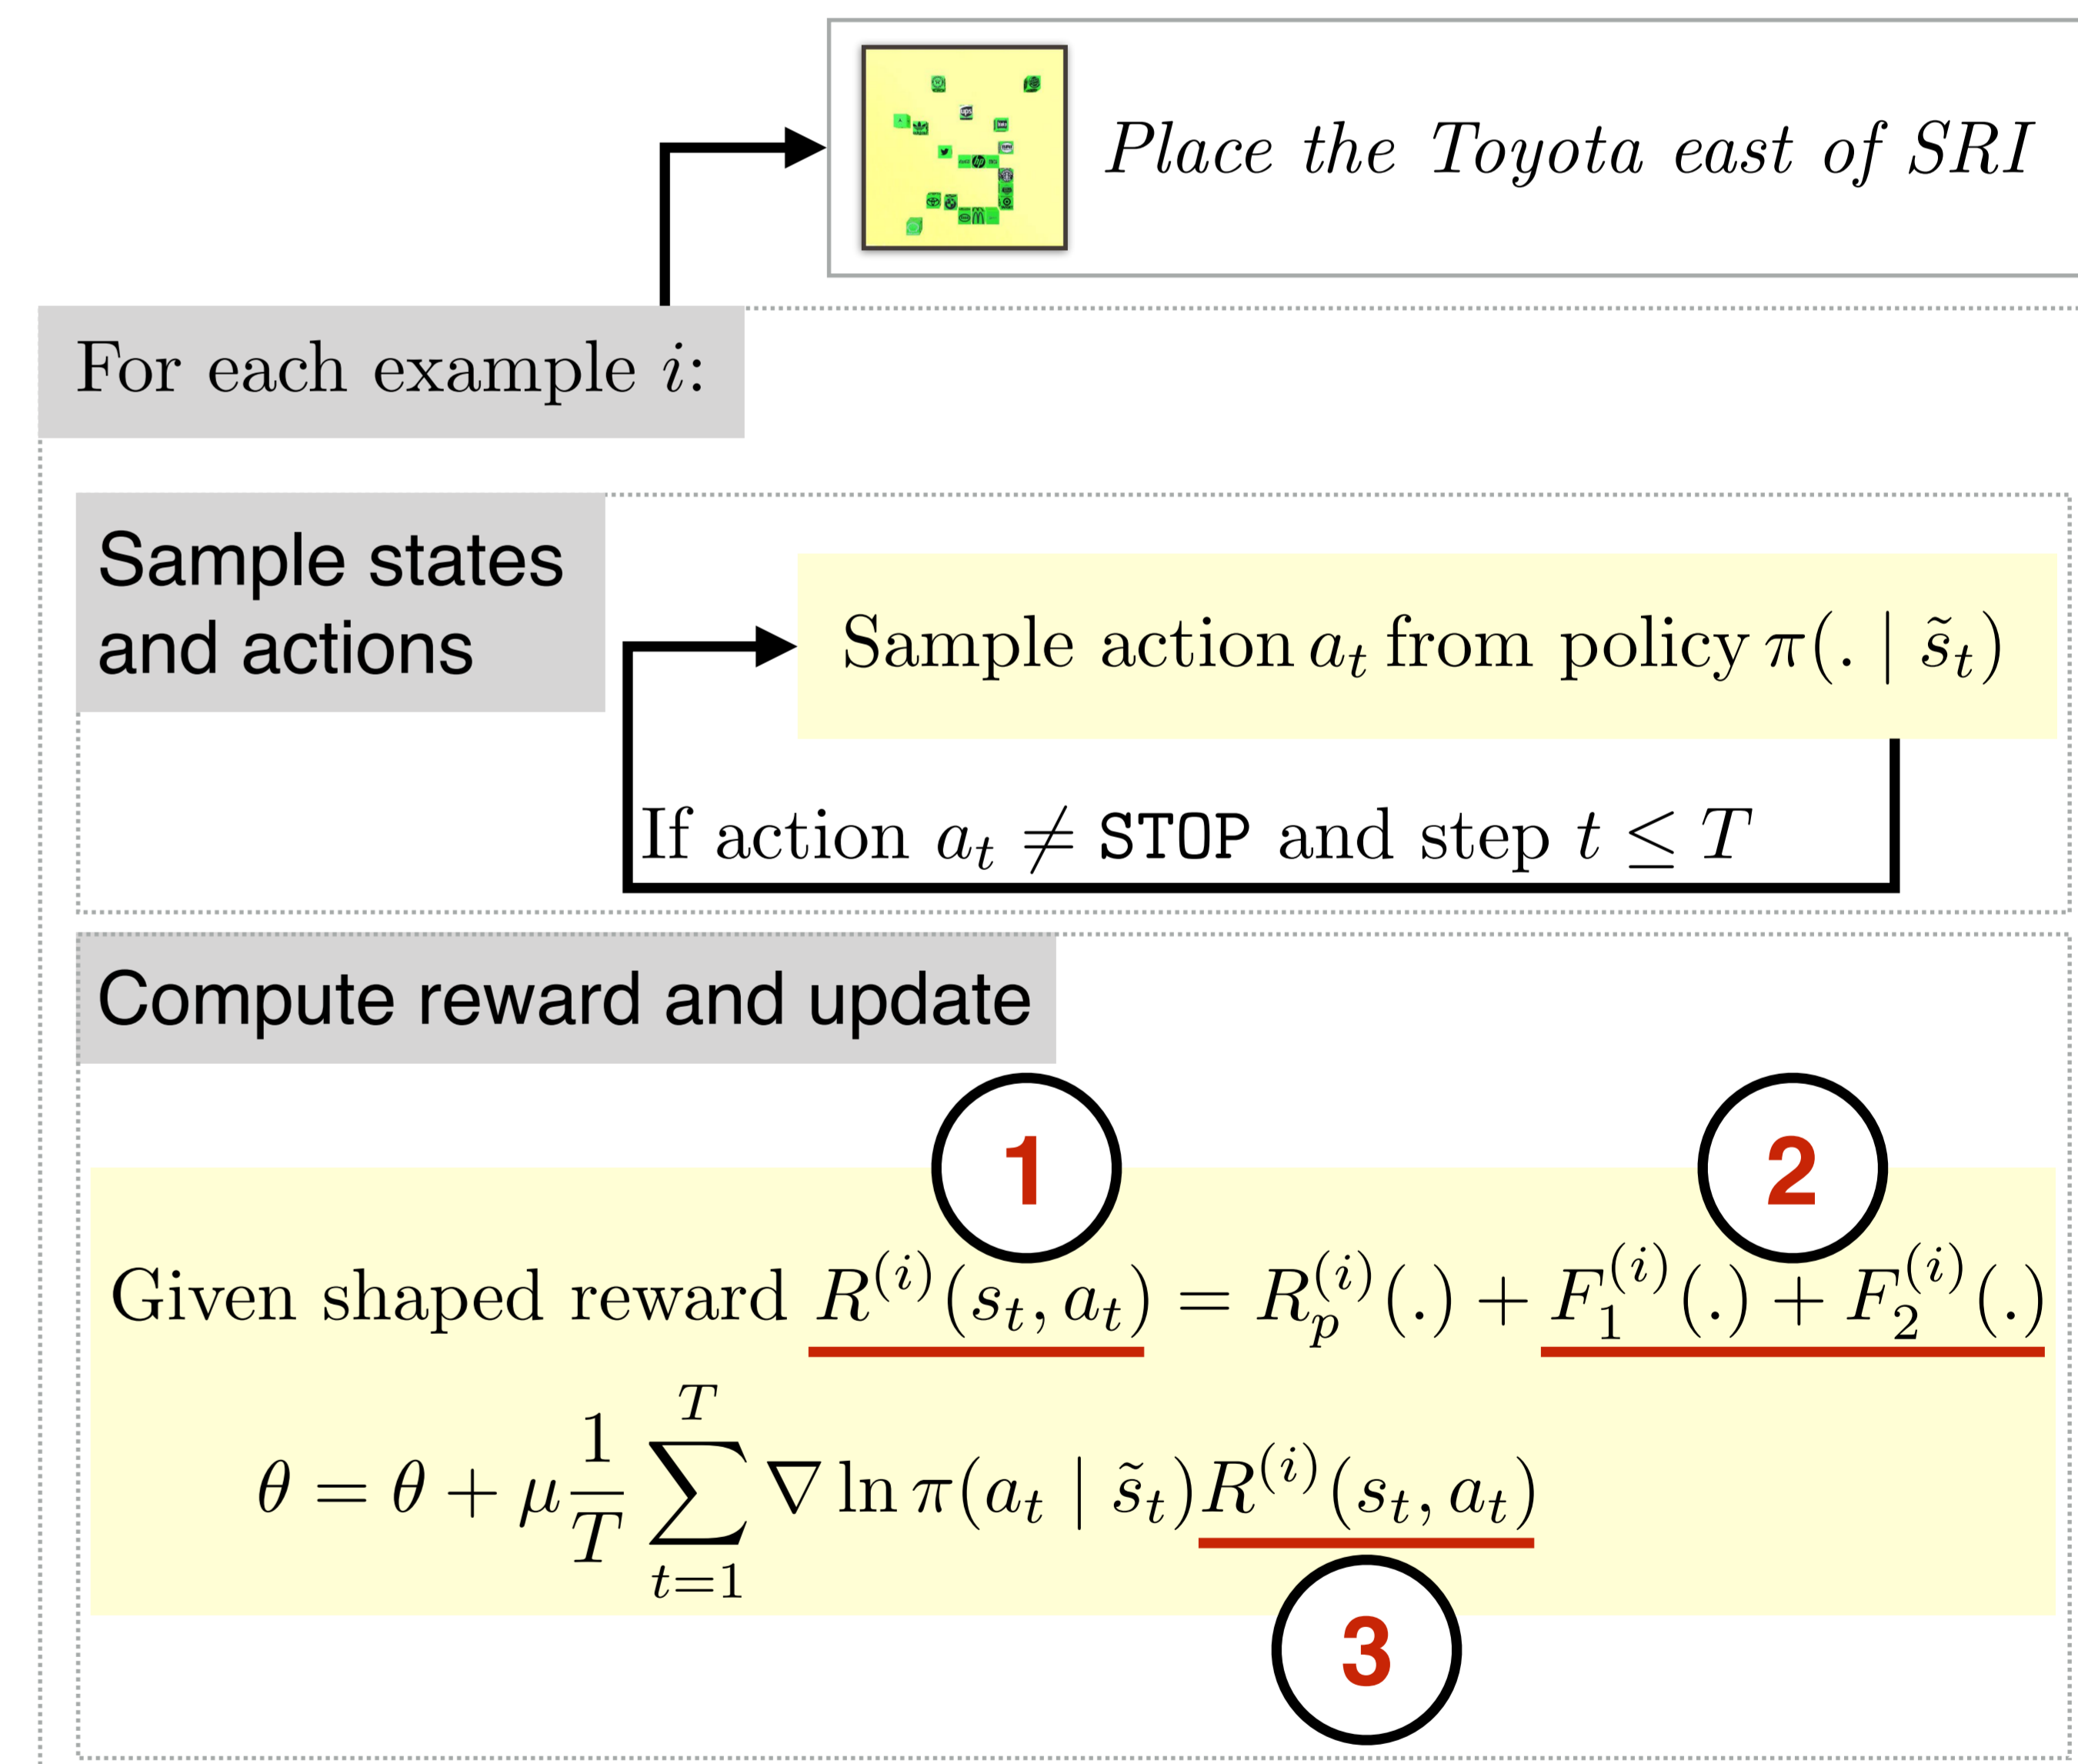 Place the Toyota east of SRI
For each example i:
Sample states
and actions
Sample action a_t from policy π(. | s̃_t)
If action a_t ≠ STOP and step t ≤ T
Compute reward and update
1
2
Given shaped reward R^(i)(s_t, a_t) = R_p^(i)(.) + F_1^(i)(.) + F_2^(i)(.)
θ = θ + μ 1/T ∑_{t=1}^{T} ∇ ln π(a_t | s̃_t)R^(i)(s_t, a_t)
3